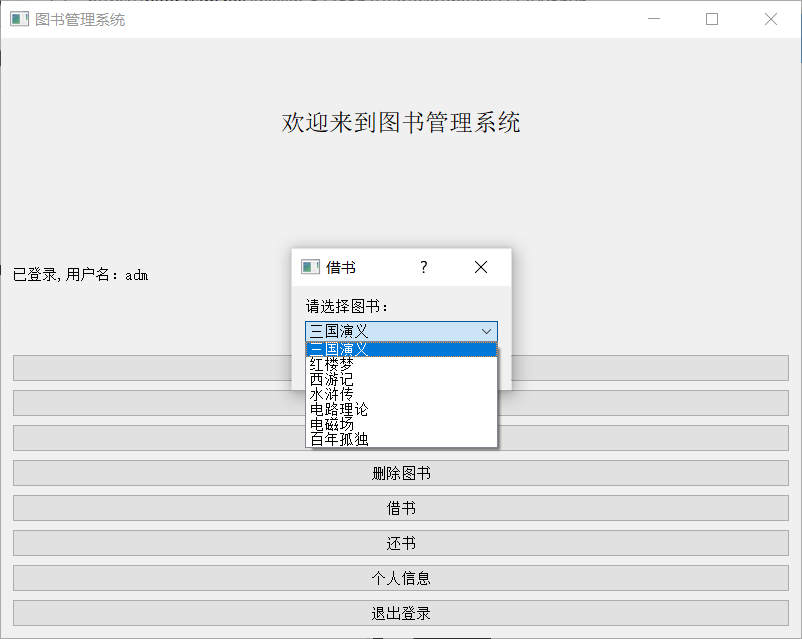 图书管理系统
欢迎来到图书管理系统
已登录,用户名：adm
借书 ?
请选择图书：
三国演义
三国演义
红楼梦
西游记
水浒传
电路理论
电磁场
百年孤独
删除图书
借书
还书
个人信息
退出登录